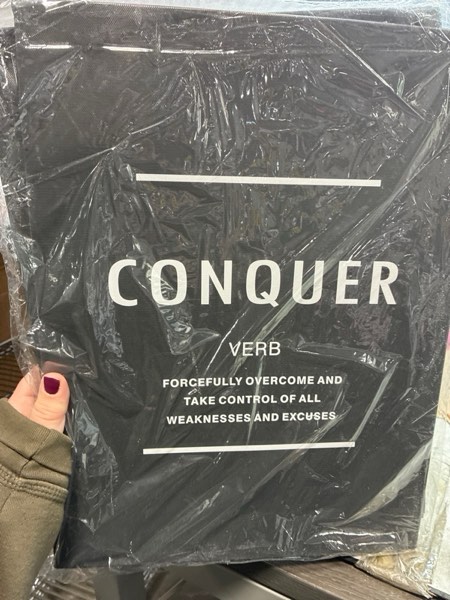 CONQUER
VERB
FORCEFULLY OVERCOME AND
TAKE CONTROL OF ALL
WEAKNESSES AND EXCUSES